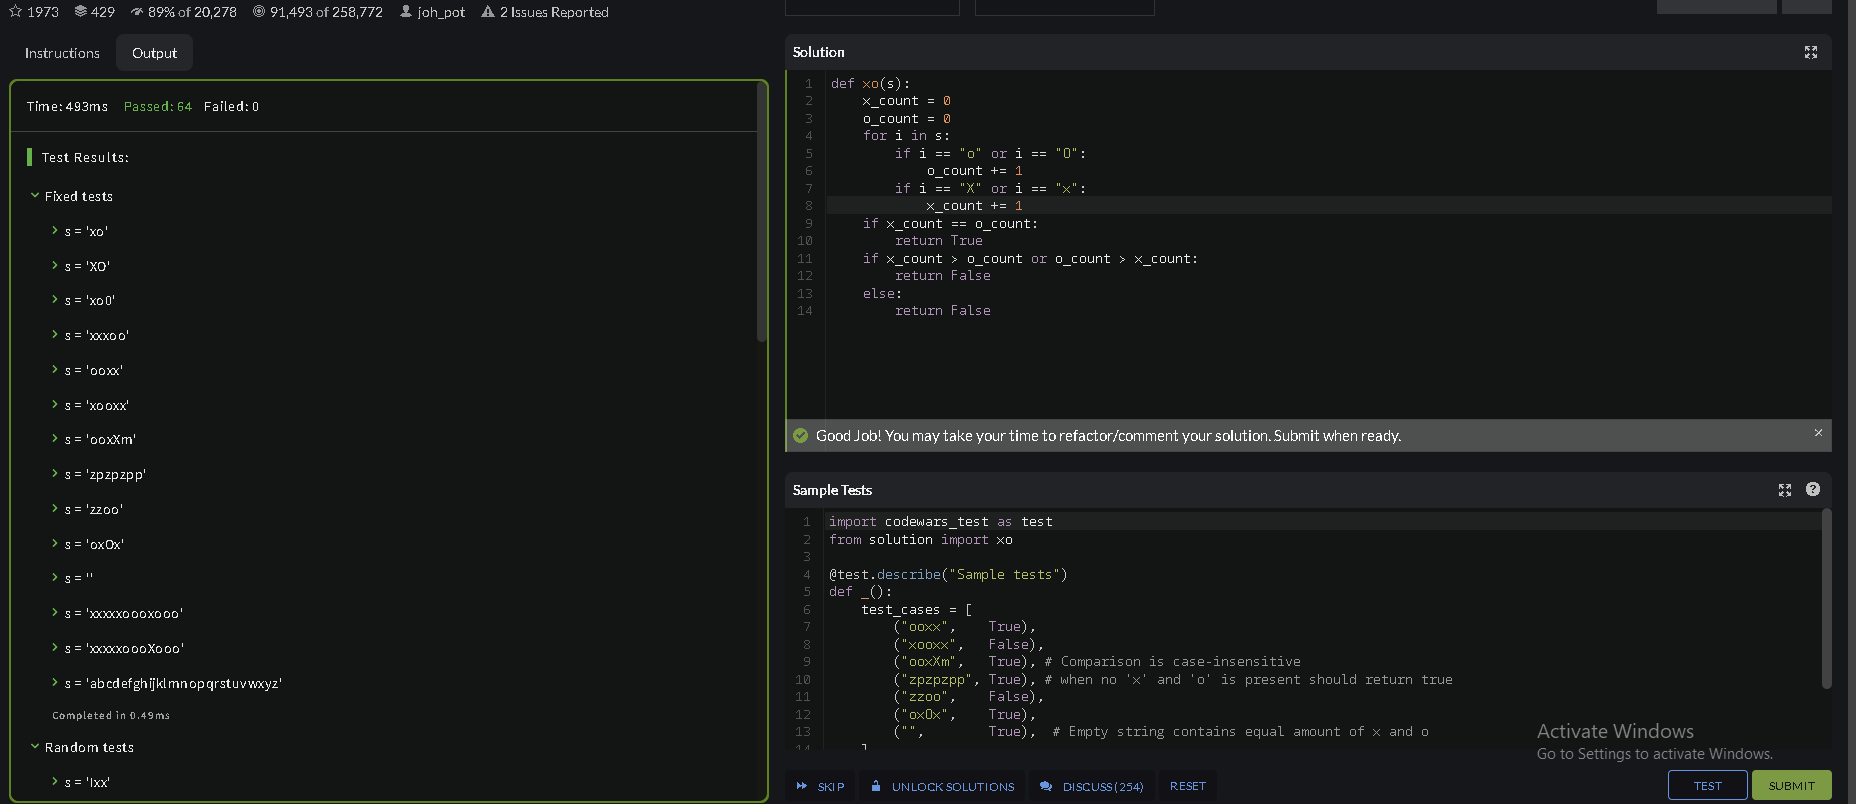 1973 429 89% of 20,278 91,493 of 258,772 joh_pot 2 Issues Reported
Instructions Output
Time: 493ms Passed: 64 Failed: 0
Test Results:
Fixed tests
s = 'xo'
s = 'XO'
s = 'xo0'
s = 'xxxoo'
s = 'ooxx'
s = 'xooxx'
s = 'ooxXm'
s = 'zpzpzpp'
s = 'zzoo'
s = 'oxOx'
s = ''
s = 'xxxxxoooxooo'
s = 'xxxxxoooXooo'
s = 'abcdefghijklmnopqrstuvwxyz'
Completed in 0.49ms
Random tests
s = 'Ixx'
Solution
1 def xo(s):
2 x_count = 0
3 o_count = 0
4 for i in s:
5 if i == "o" or i == "O":
6 o_count += 1
7 if i == "X" or i == "x":
8 x_count += 1
9 if x_count == o_count:
10 return True
11 if x_count > o_count or o_count > x_count:
12 return False
13 else:
14 return False
Good Job! You may take your time to refactor/comment your solution. Submit when ready.
Sample Tests
1 import codewars_test as test
2 from solution import xo
3
4 @test.describe("Sample tests")
5 def _():
6 test_cases = [
7 ("ooxx", True),
8 ("xooxx", False),
9 ("ooxXm", True), # Comparison is case-insensitive
10 ("zpzpzpp", True), # when no 'x' and 'o' is present should return true
11 ("zzoo", False),
12 ("oxOx", True),
13 ("", True), # Empty string contains equal amount of x and o
14 ]
Activate Windows
Go to Settings to activate Windows.
SKIP UNLOCK SOLUTIONS DISCUSS (254) RESET TEST SUBMIT